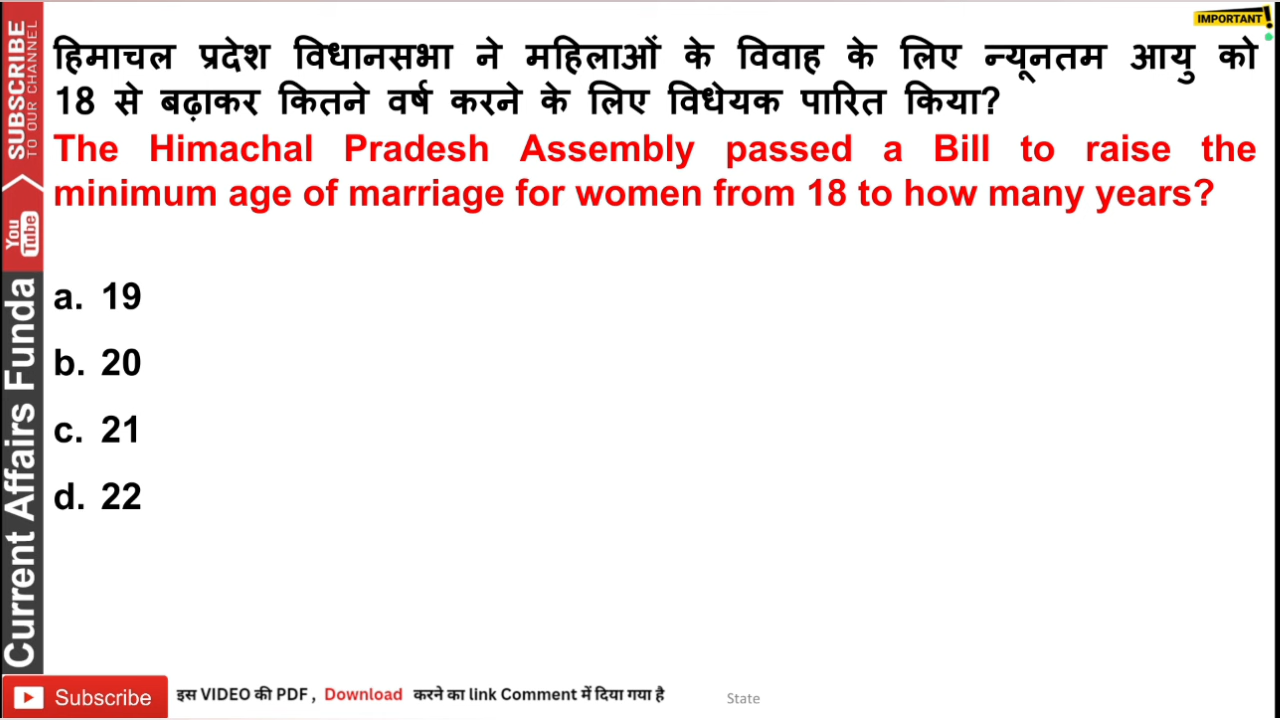 IMPORTANT
हिमाचल प्रदेश विधानसभा ने महिलाओं के विवाह के लिए न्यूनतम आयु को
18 से बढ़ाकर कितने वर्ष करने के लिए विधेयक पारित किया?
The Himachal Pradesh Assembly passed a Bill to raise the
minimum age of marriage for women from 18 to how many years?
a. 19
b. 20
c. 21
d. 22
SUBSCRIBE
TO OUR CHANNEL
You
Tube
Current Affairs Funda
Subscribe
इस VIDEO की PDF , Download करने का link Comment में दिया गया है
State